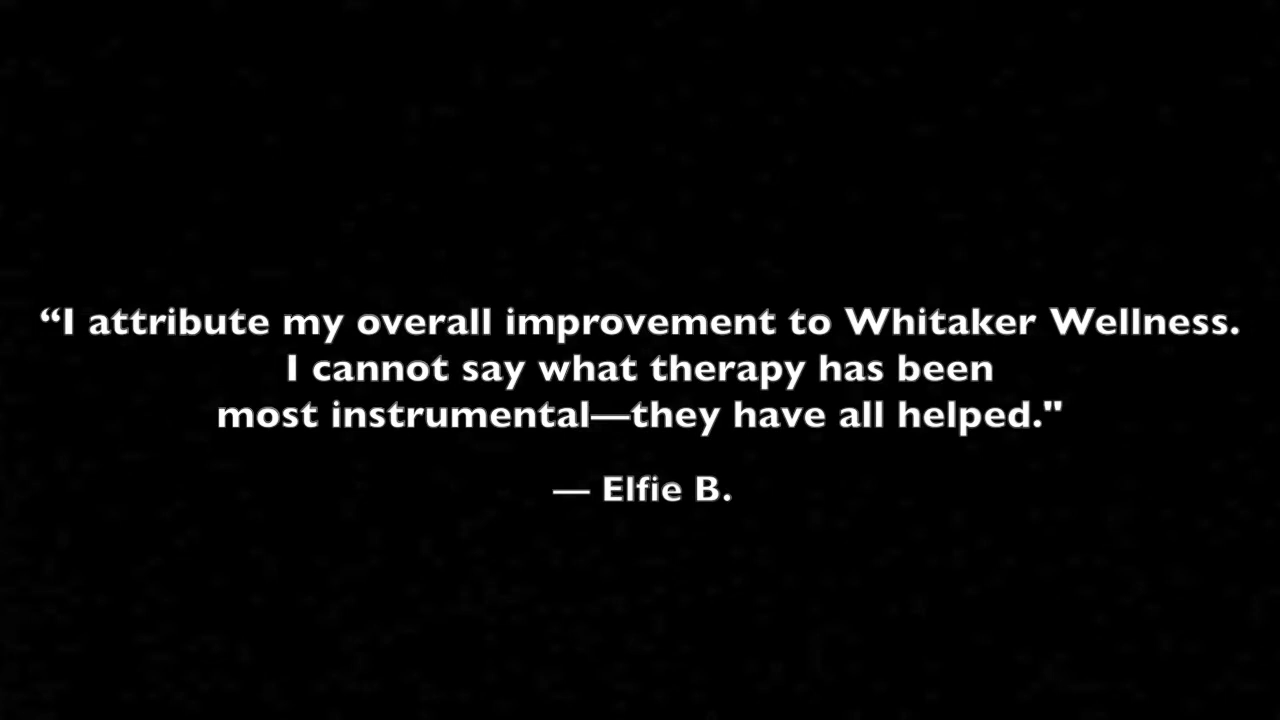 “I attribute my overall improvement to Whitaker Wellness.
I cannot say what therapy has been
most instrumental—they have all helped."
— Elfie B.